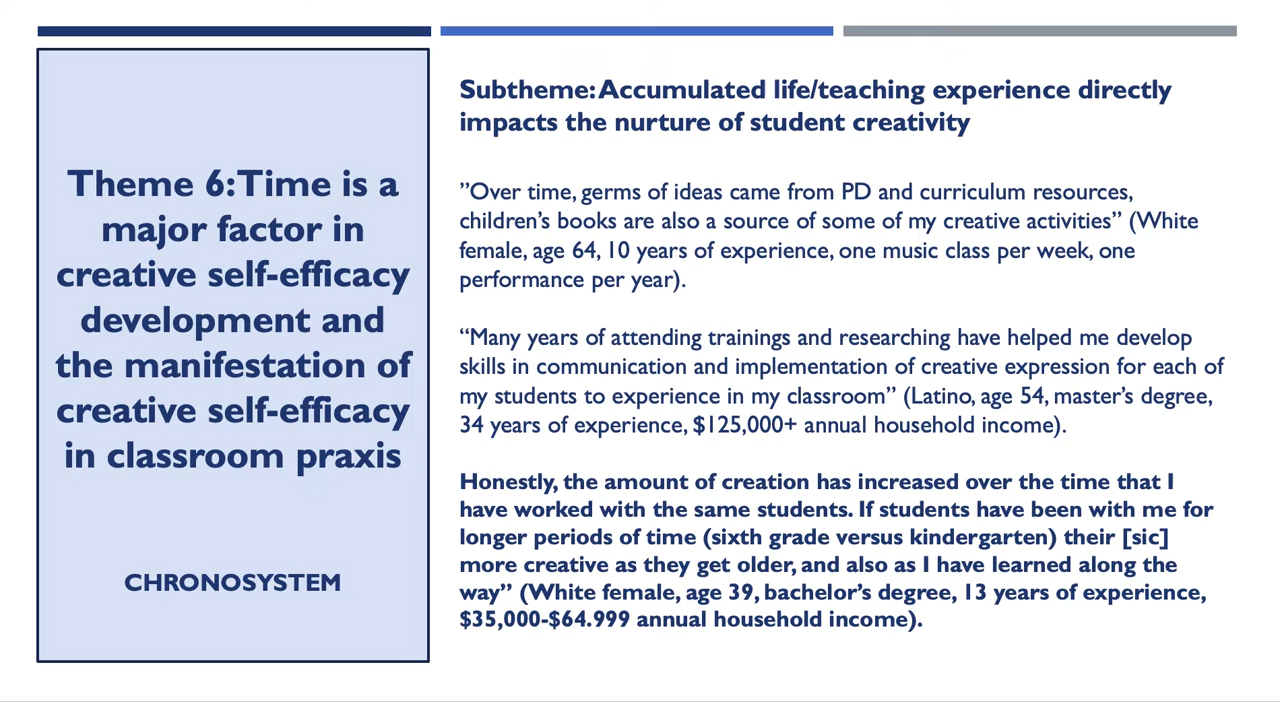 Theme 6: Time is a
major factor in
creative self-efficacy
development and
the manifestation of
creative self-efficacy
in classroom praxis
CHRONOSYSTEM
Subtheme: Accumulated life/teaching experience directly
impacts the nurture of student creativity
”Over time, germs of ideas came from PD and curriculum resources,
children’s books are also a source of some of my creative activities” (White
female, age 64, 10 years of experience, one music class per week, one
performance per year).
“Many years of attending trainings and researching have helped me develop
skills in communication and implementation of creative expression for each of
my students to experience in my classroom” (Latino, age 54, master’s degree,
34 years of experience, $125,000+ annual household income).
Honestly, the amount of creation has increased over the time that I
have worked with the same students. If students have been with me for
longer periods of time (sixth grade versus kindergarten) their [sic]
more creative as they get older, and also as I have learned along the
way” (White female, age 39, bachelor’s degree, 13 years of experience,
$35,000-$64.999 annual household income).